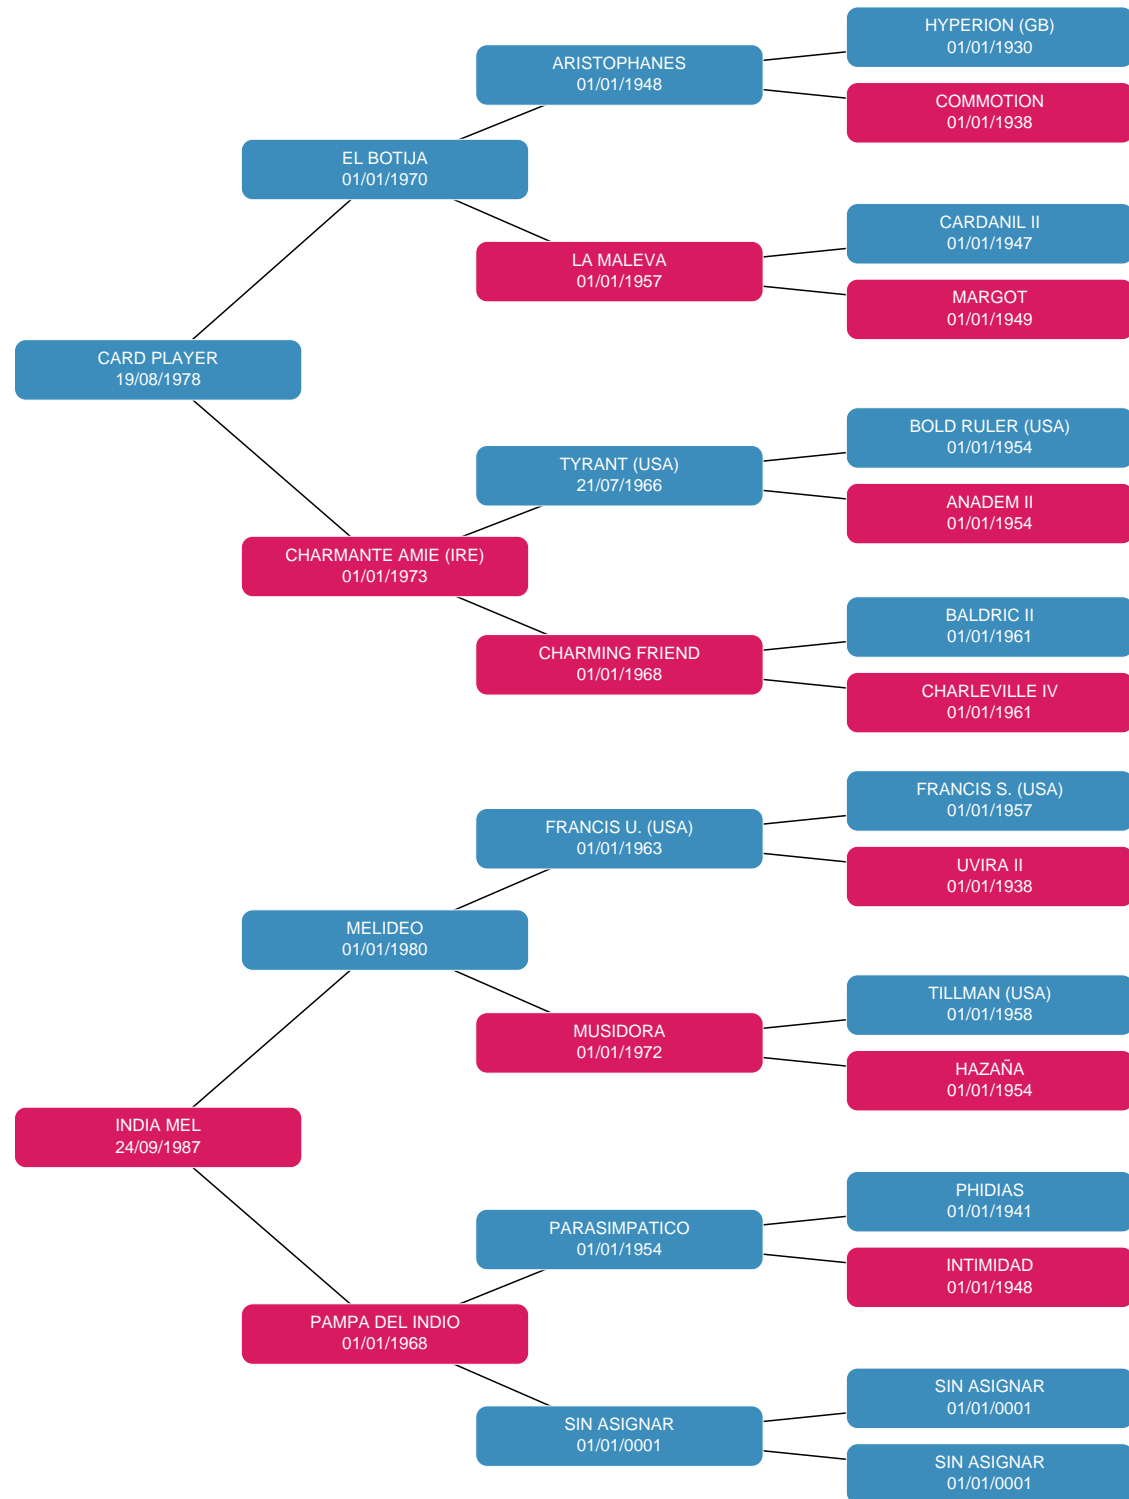 HYPERION (GB)
01/01/1930
ARISTOPHANES
01/01/1948
COMMOTION
01/01/1938
EL BOTIJA
01/01/1970
CARDANIL II
01/01/1947
LA MALEVA
01/01/1957
MARGOT
01/01/1949
CARD PLAYER
19/08/1978
BOLD RULER (USA)
01/01/1954
TYRANT (USA)
21/07/1966
ANADEM II
01/01/1954
CHARMANTE AMIE (IRE)
01/01/1973
BALDRIC II
01/01/1961
CHARMING FRIEND
01/01/1968
CHARLEVILLE IV
01/01/1961
FRANCIS S. (USA)
01/01/1957
FRANCIS U. (USA)
01/01/1963
UVIRA II
01/01/1938
MELIDEO
01/01/1980
TILLMAN (USA)
01/01/1958
MUSIDORA
01/01/1972
HAZAÑA
01/01/1954
INDIA MEL
24/09/1987
PHIDIAS
01/01/1941
PARASIMPATICO
01/01/1954
INTIMIDAD
01/01/1948
PAMPA DEL INDIO
01/01/1968
SIN ASIGNAR
01/01/0001
SIN ASIGNAR
01/01/0001
SIN ASIGNAR
01/01/0001